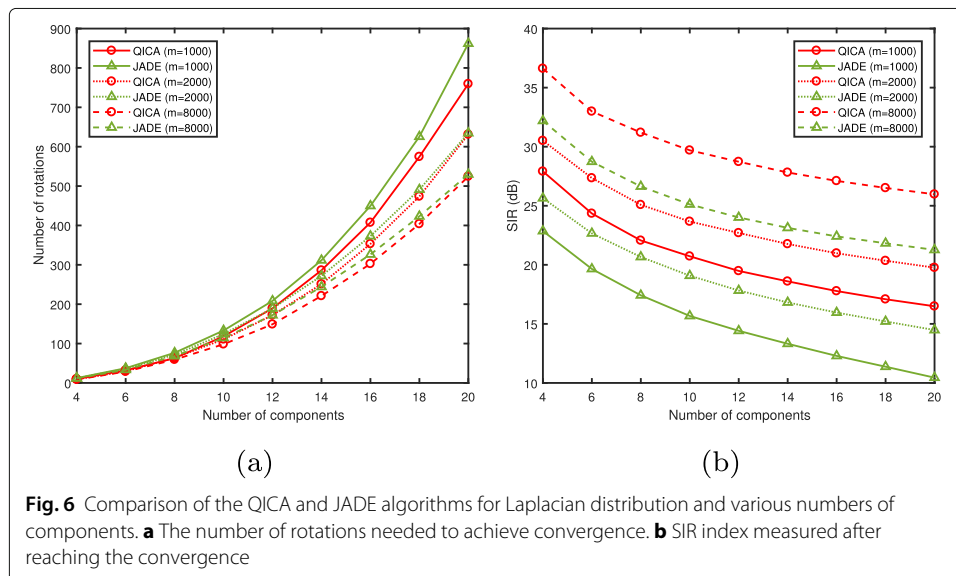 900
800
700
600
500
400
300
200
100
0
Number of rotations
QICA (m=1000)
JADE (m=1000)
QICA (m=2000)
JADE (m=2000)
QICA (m=8000)
JADE (m=8000)
4 6 8 10 12 14 16 18 20
Number of components
(a)
40
35
30
25
20
15
10
SIR (dB)
QICA (m=1000)
JADE (m=1000)
QICA (m=2000)
JADE (m=2000)
QICA (m=8000)
JADE (m=8000)
4 6 8 10 12 14 16 18 20
Number of components
(b)
Fig. 6 Comparison of the QICA and JADE algorithms for Laplacian distribution and various numbers of
components. a The number of rotations needed to achieve convergence. b SIR index measured after
reaching the convergence